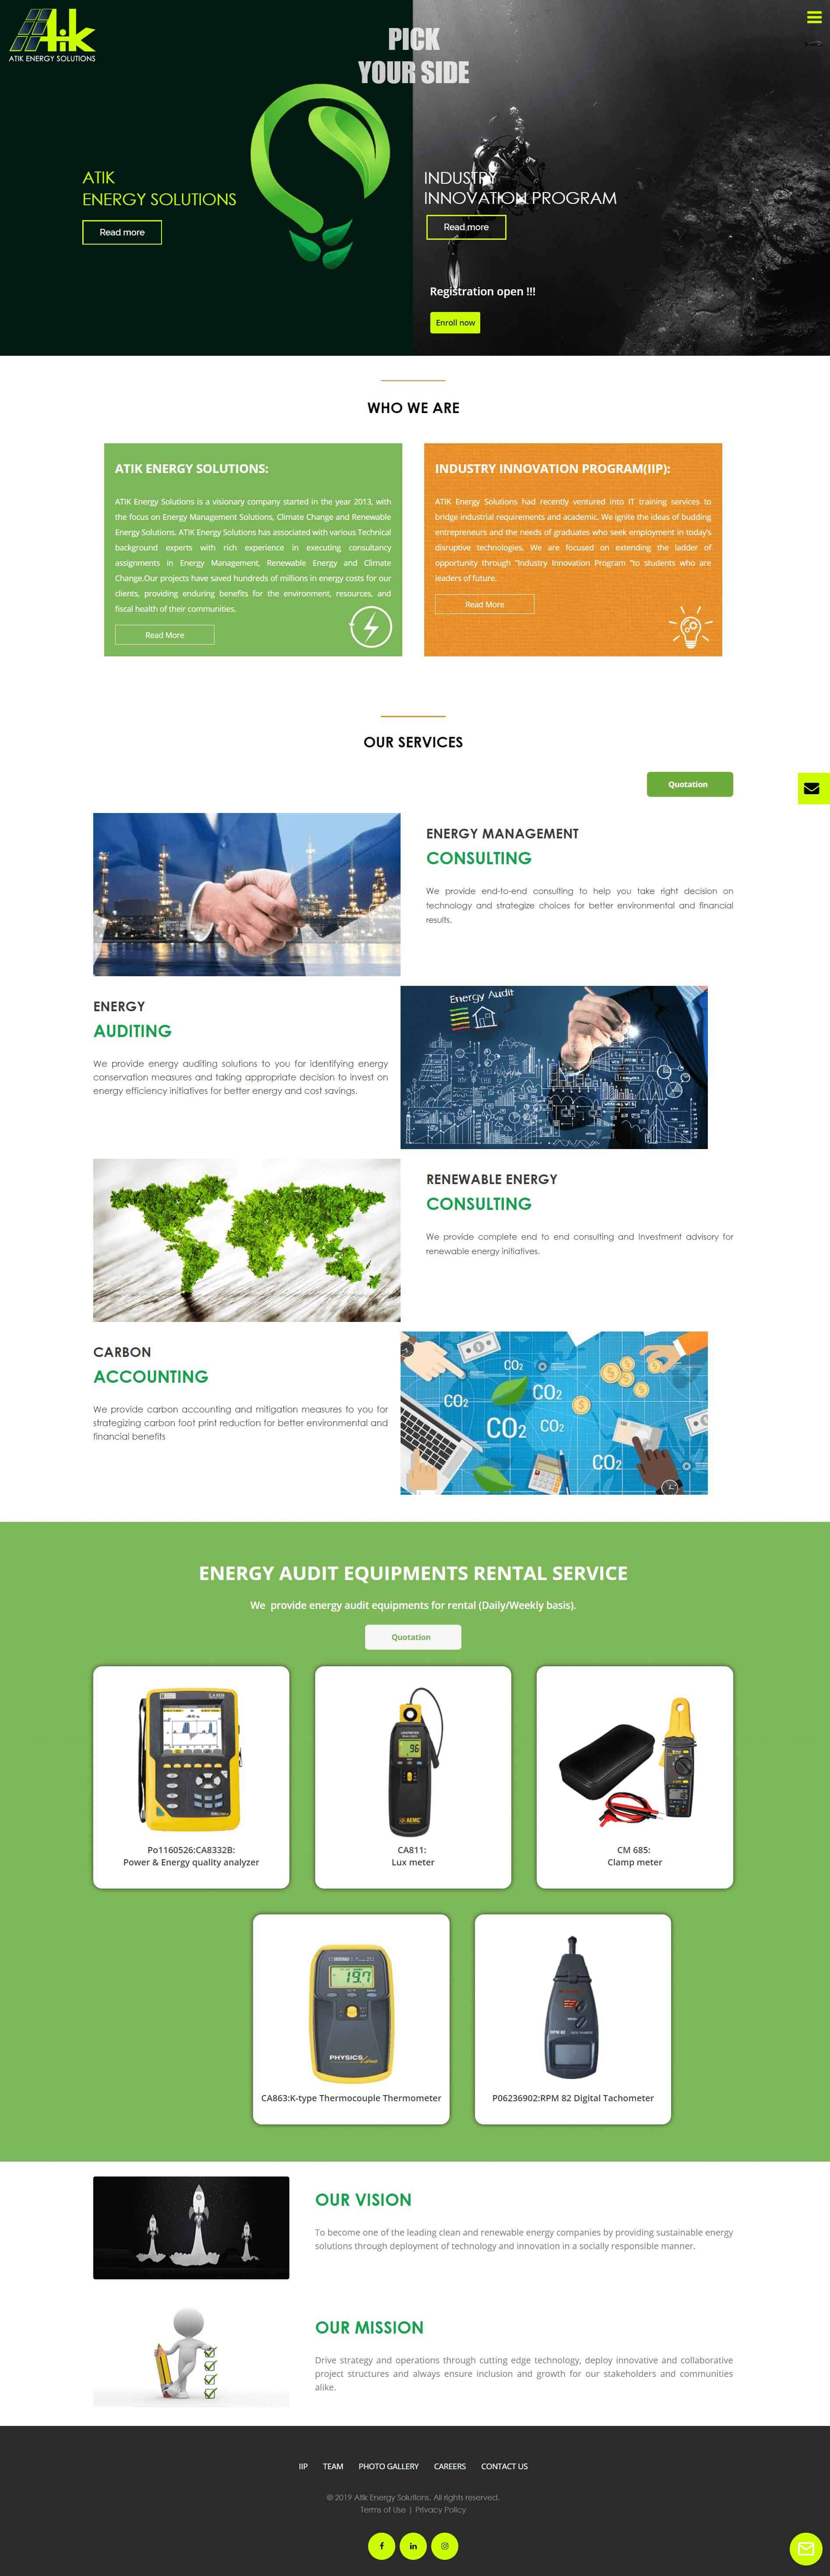 Atik
ATIK ENERGY SOLUTIONS
PICK
YOUR SIDE
ATIK
ENERGY SOLUTIONS
Read more
INDUSTRY
INNOVATION PROGRAM
Read more
Registration open !!!
Enroll now
WHO WE ARE
ATIK ENERGY SOLUTIONS:
ATIK Energy Solutions is a visionary company started in the year 2013, with
the focus on Energy Management Solutions, Climate Change and Renewable
Energy Solutions. ATIK Energy Solutions has associated with various Technical
background experts with rich experience in executing consultancy
assignments in Energy Management, Renewable Energy and Climate
Change.Our projects have saved hundreds of millions in energy costs for our
clients, providing enduring benefits for the environment, resources, and
fiscal health of their communities.
Read More
INDUSTRY INNOVATION PROGRAM(IIP):
ATIK Energy Solutions had recently ventured into IT training services to
bridge industrial requirements and academic. We ignite the ideas of budding
entrepreneurs and the needs of graduates who seek employment in today's
disruptive technologies. We are focused on extending the ladder of
opportunity through "Industry Innovation Program "to students who are
leaders of future.
Read More
OUR SERVICES
Quotation
ENERGY MANAGEMENT
CONSULTING
We provide end-to-end consulting to help you take right decision on
technology and strategize choices for better environmental and financial
results.
ENERGY
AUDITING
We provide energy auditing solutions to you for identifying energy
conservation measures and taking appropriate decision to invest on
energy efficiency initiatives for better energy and cost savings.
Energy Audit
RENEWABLE ENERGY
CONSULTING
We provide complete end to end consulting and Investment advisory for
renewable energy initiatives.
CARBON
ACCOUNTING
We provide carbon accounting and mitigation measures to you for
strategizing carbon foot print reduction for better environmental and
financial benefits
CO2
CO2
CO2
CO2
CO2
CO2
ENERGY AUDIT EQUIPMENTS RENTAL SERVICE
We provide energy audit equipments for rental (Daily/Weekly basis).
Quotation
96
AEMC
Po1160526:CA8332B:
Power & Energy quality analyzer
CA811:
Lux meter
CM 685:
Clamp meter
19.7
PHYSICS
RPM 82
CA863:K-type Thermocouple Thermometer
P06236902:RPM 82 Digital Tachometer
OUR VISION
To become one of the leading clean and renewable energy companies by providing sustainable energy
solutions through deployment of technology and innovation in a socially responsible manner.
OUR MISSION
Drive strategy and operations through cutting edge technology, deploy innovative and collaborative
project structures and always ensure inclusion and growth for our stakeholders and communities
alike.
IIP TEAM PHOTO GALLERY CAREERS CONTACT US
© 2019 Atik Energy Solutions. All rights reserved.
Terms of Use | Privacy Policy